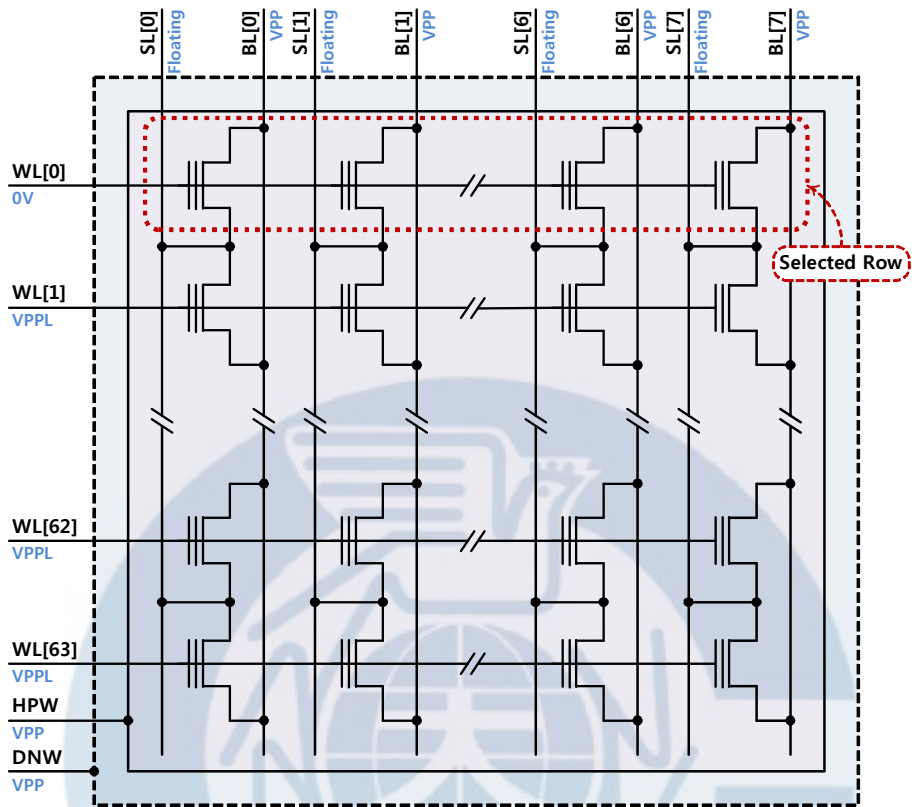 SL[0]
Floating
BL[0]
VPP
SL[1]
Floating
BL[1]
VPP
SL[6]
Floating
BL[6]
VPP
SL[7]
Floating
BL[7]
VPP
WL[0]
0V
Selected Row
WL[1]
VPPL
WL[62]
VPPL
WL[63]
VPPL
HPW
VPP
DNW
VPP